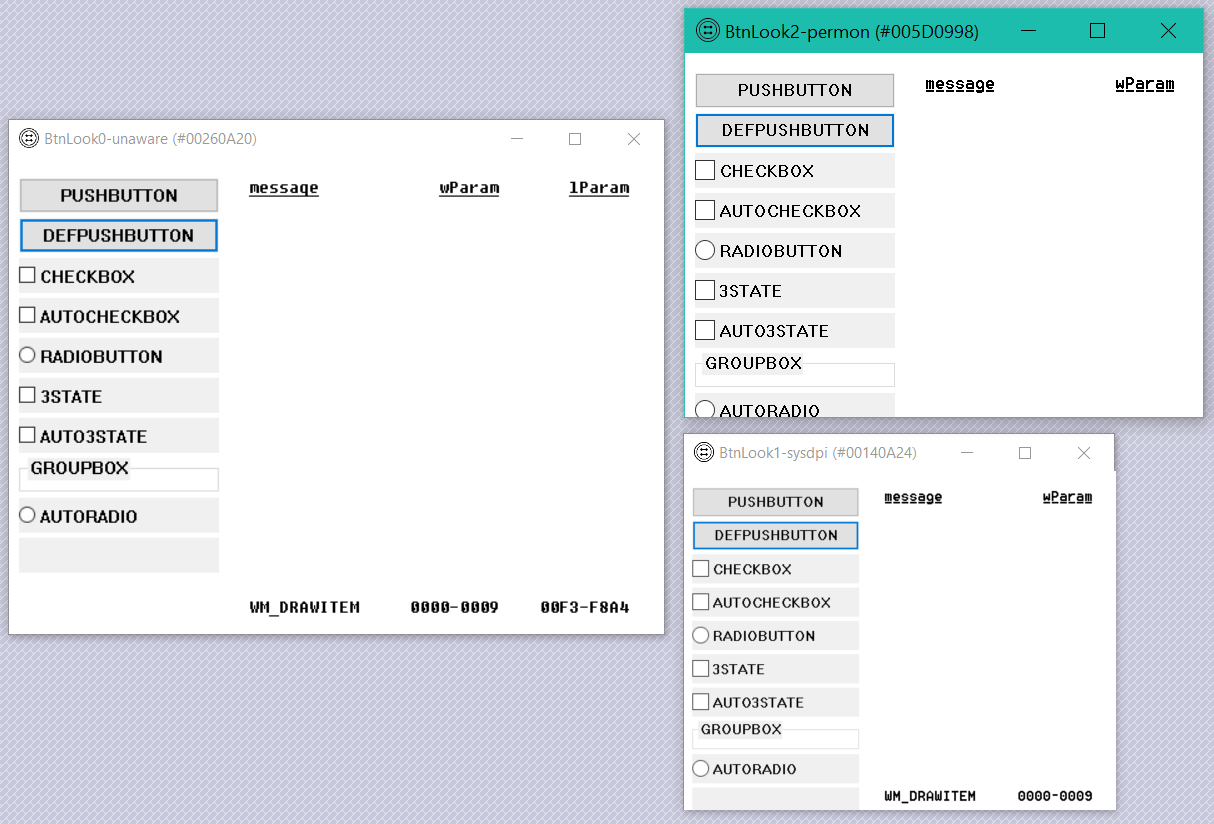 BtnLook0-unaware (#00260A20)
PUSHBUTTON
DEFPUSHBUTTON
CHECKBOX
AUTOCHECKBOX
RADIOBUTTON
3STATE
AUTO3STATE
GROUPBOX
AUTORADIO
message wParam lParam
WM_DRAWITEM 0000-0009 00F3-F8A4
BtnLook2-permon (#005D0998)
PUSHBUTTON
DEFPUSHBUTTON
CHECKBOX
AUTOCHECKBOX
RADIOBUTTON
3STATE
AUTO3STATE
GROUPBOX
AUTORADIO
message wParam
BtnLook1-sysdpi (#00140A24)
PUSHBUTTON
DEFPUSHBUTTON
CHECKBOX
AUTOCHECKBOX
RADIOBUTTON
3STATE
AUTO3STATE
GROUPBOX
AUTORADIO
message wParam
WM_DRAWITEM 0000-0009